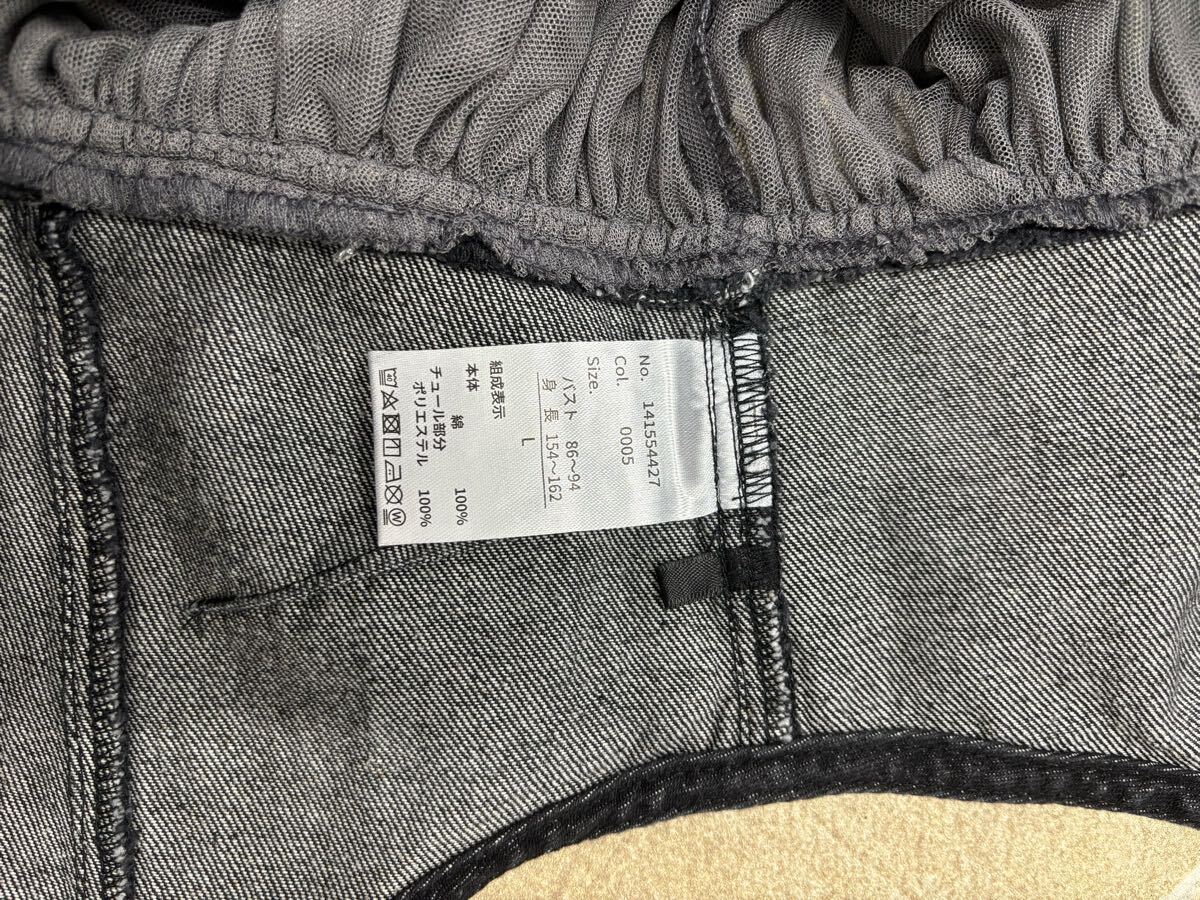 No. 141554427
Col. 0005
Size.
バスト 86～94
身長 154～162
L
組成表示
本体 綿 100%
チュール部分
ポリエステル 100%